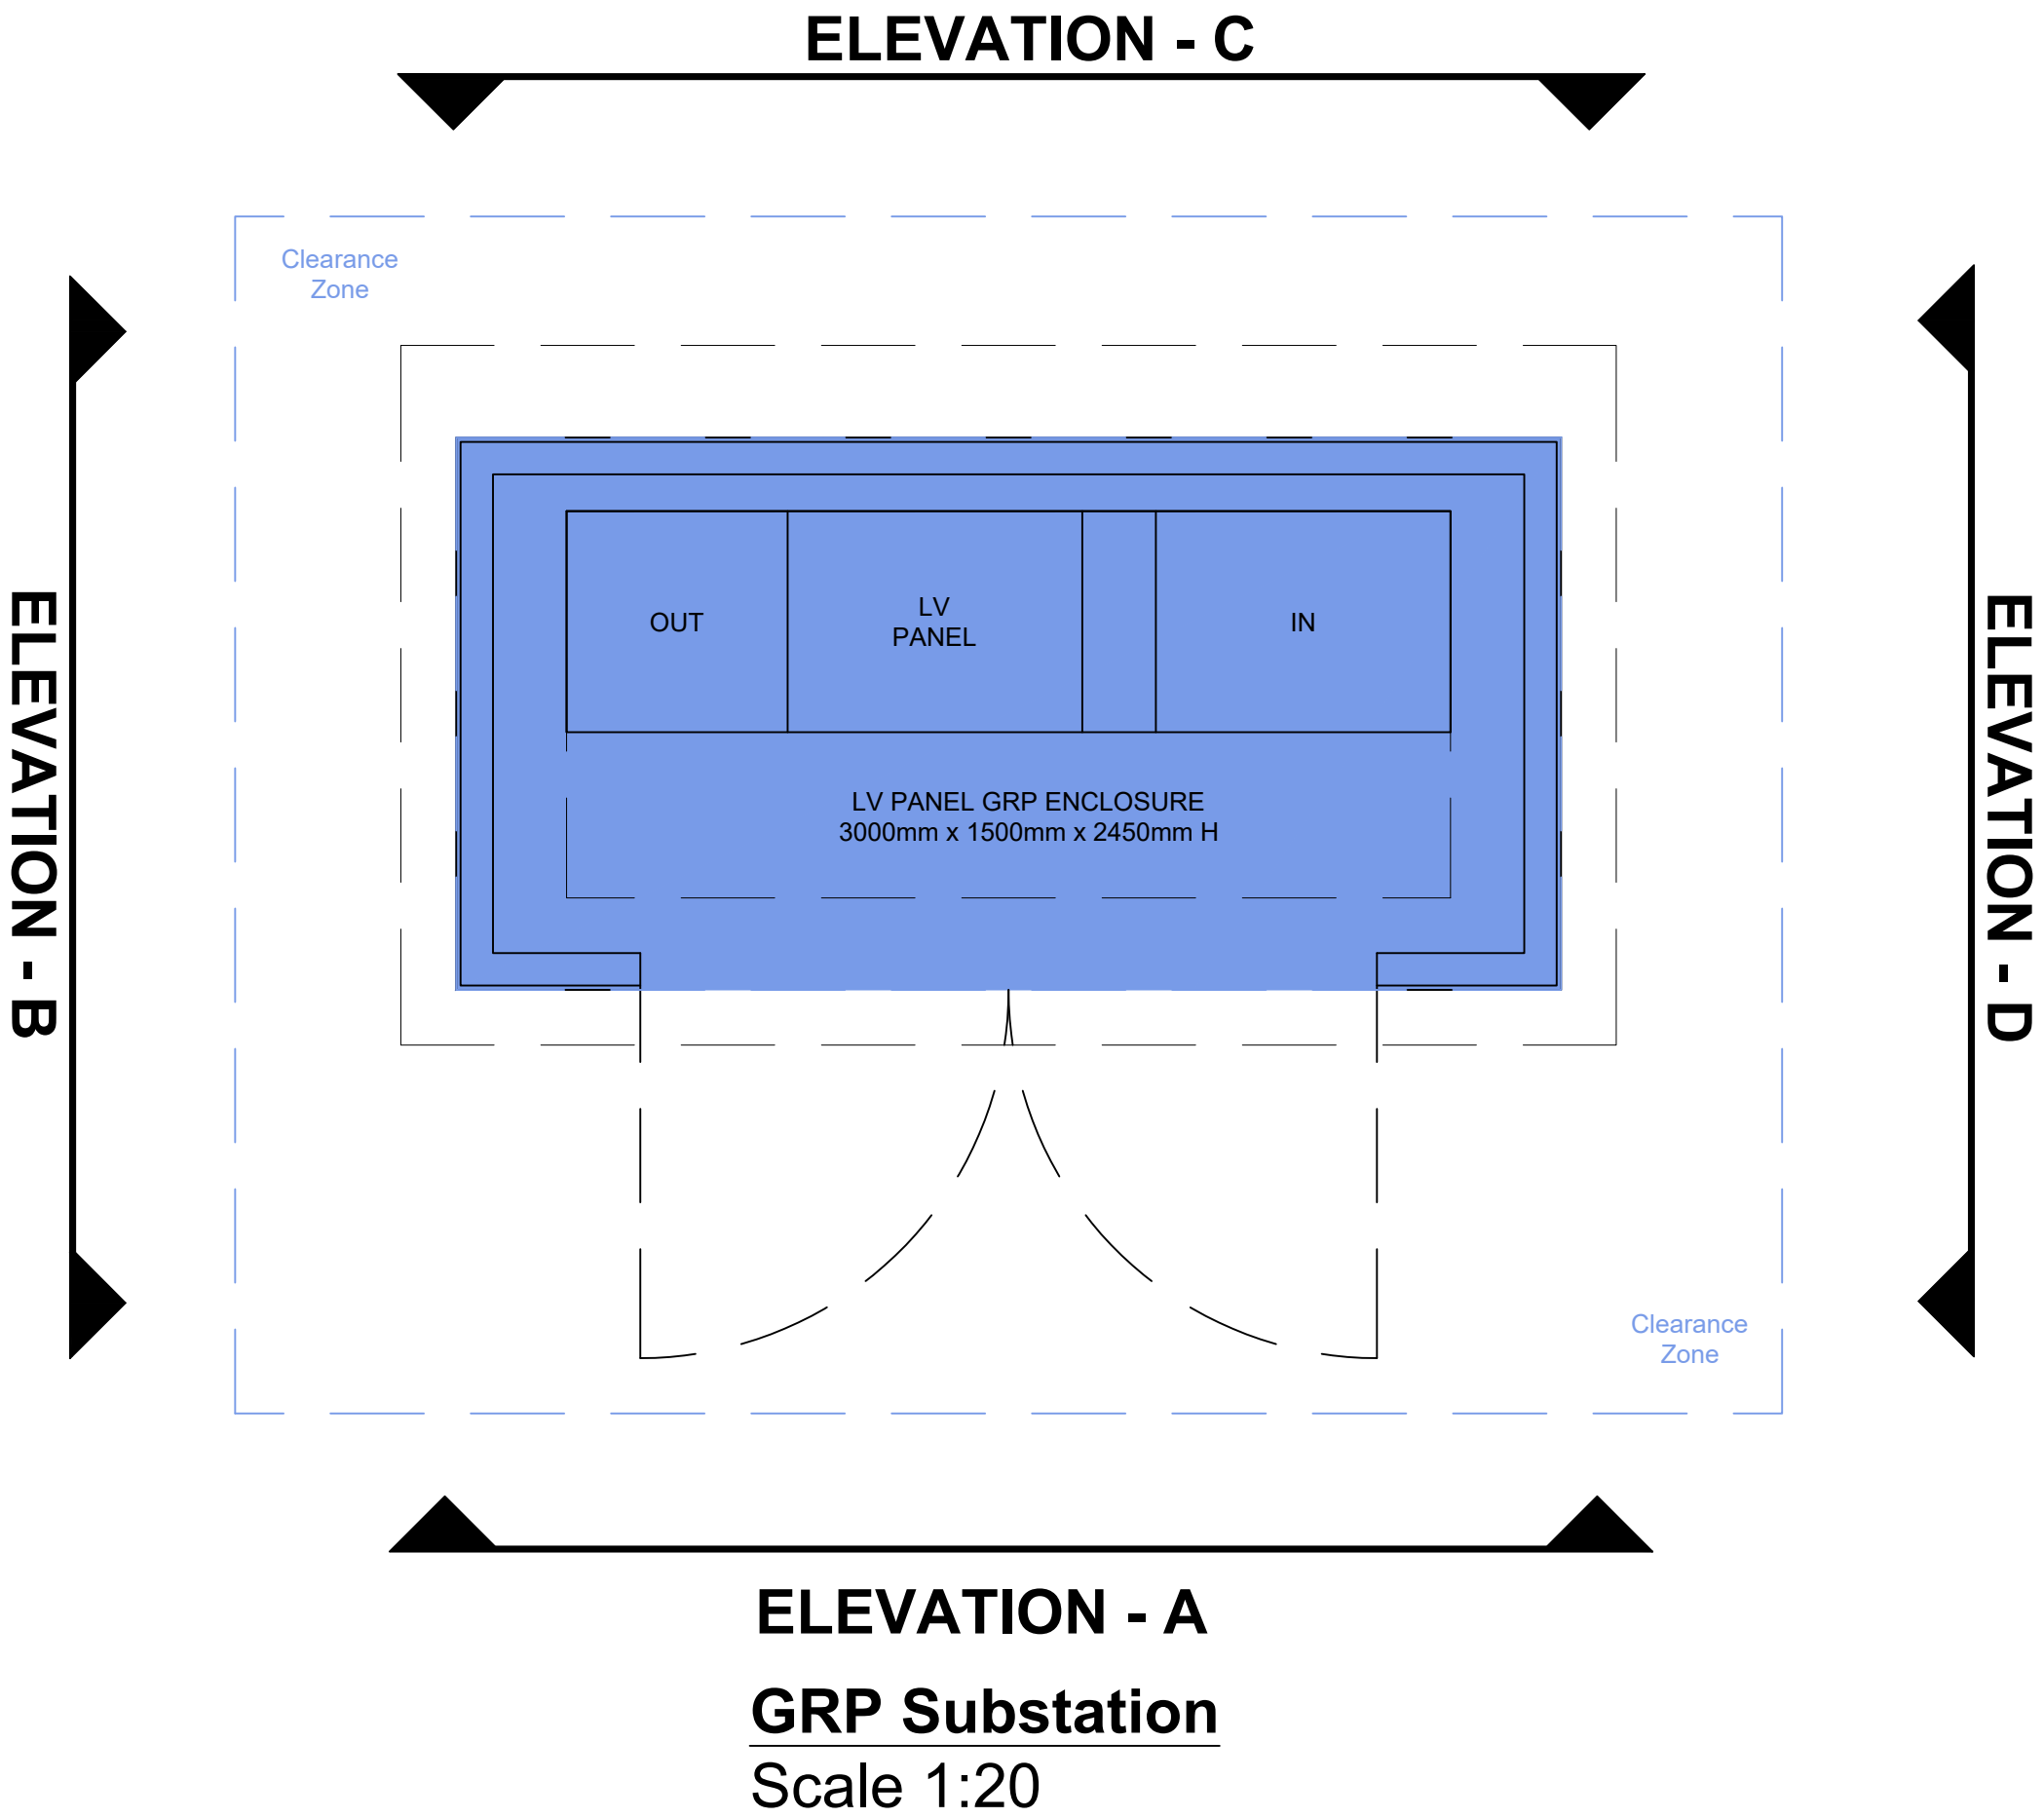 ELEVATION - C
Clearance
Zone
ELEVATION - B
ELEVATION - D
OUT
LV
PANEL
IN
LV PANEL GRP ENCLOSURE
3000mm x 1500mm x 2450mm H
Clearance
Zone
ELEVATION - A
GRP Substation
Scale 1:20